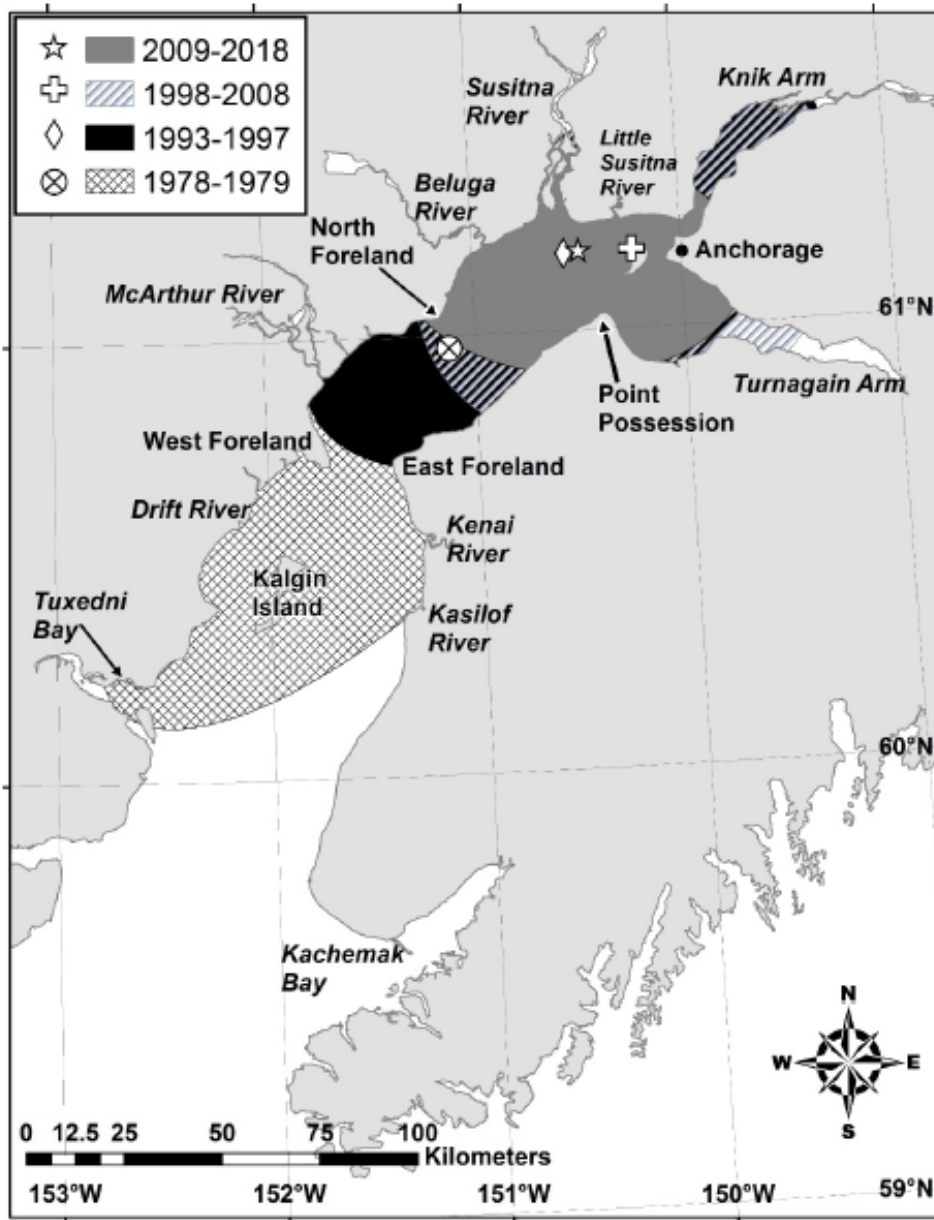 2009-2018
1998-2008
1993-1997
1978-1979
Knik Arm
Susitna
River
Little
Susitna
River
Beluga
River
North
Foreland
Anchorage
McArthur River
61°N
Turnagain Arm
Point
Possession
West Foreland
East Foreland
Drift River
Kenai
River
Kalgin
Island
Tuxedni
Bay
Kasilof
River
60°N
Kachemak
Bay
N
W
E
S
0 12.5 25 50 75 100
Kilometers
153°W 152°W 151°W 150°W
59°N